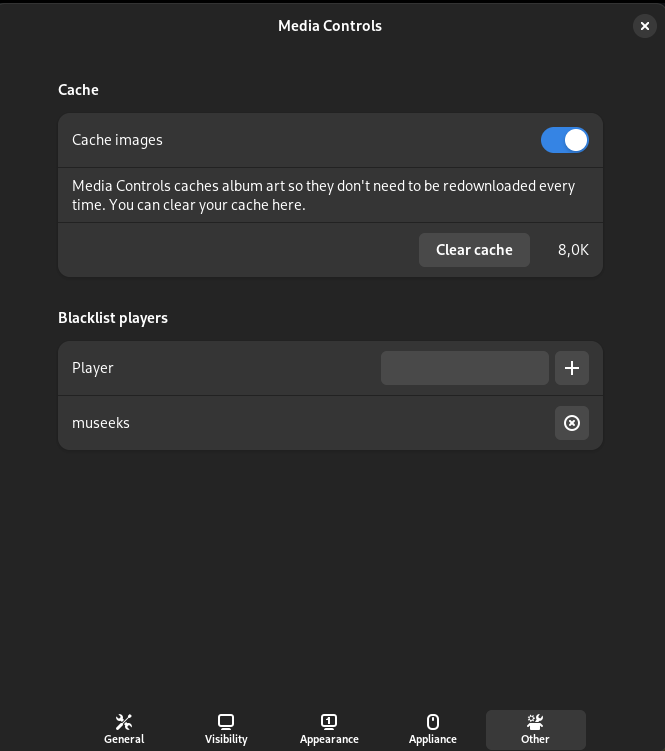 Media Controls
Cache
Cache images
Media Controls caches album art so they don't need to be redownloaded every
time. You can clear your cache here.
Clear cache 8,0K
Blacklist players
Player
museeks
General Visibility Appearance Appliance Other